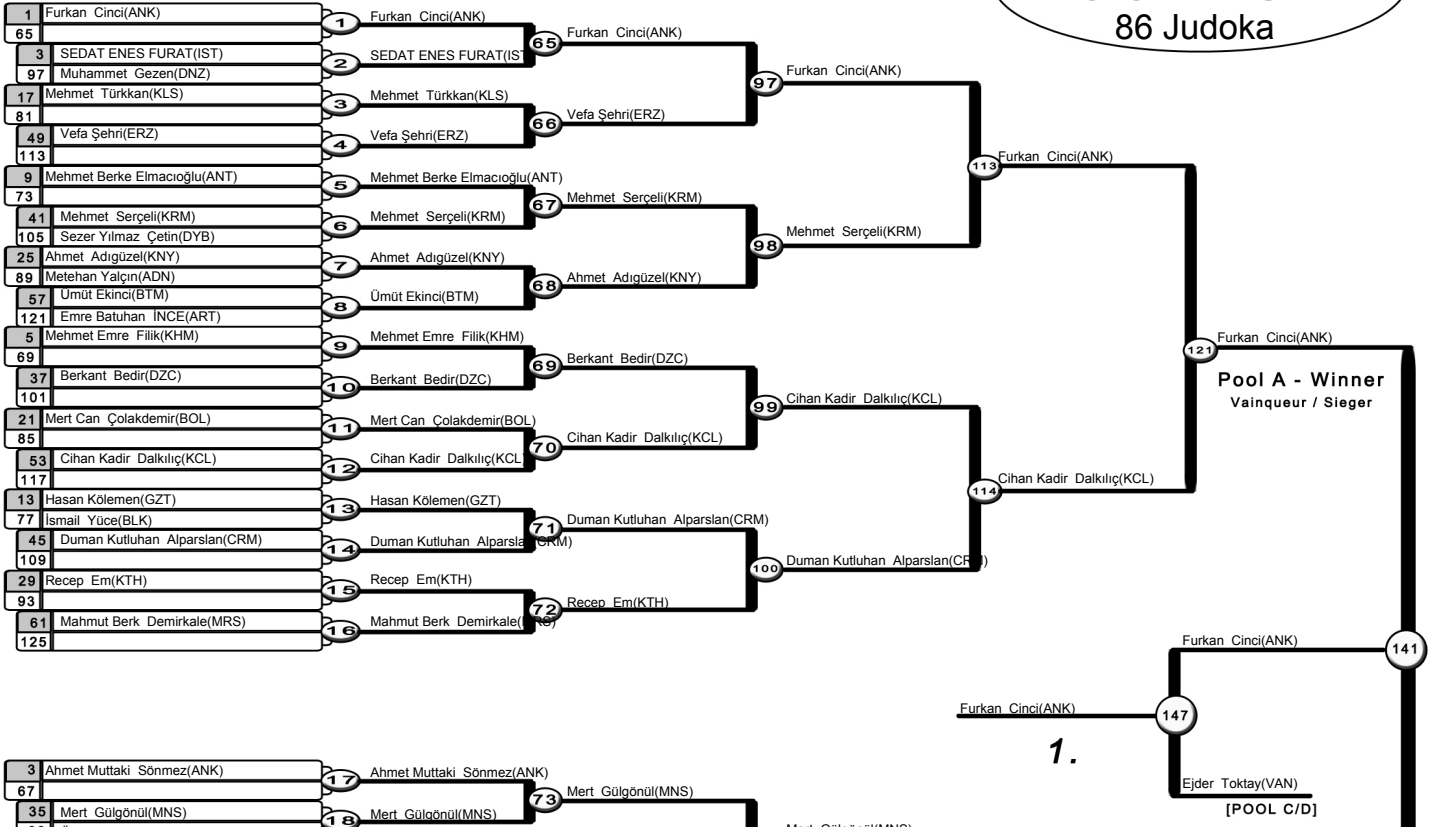 86 Judoka
1 Furkan Cinci(ANK)
65
3 SEDAT ENES FURAT(IST)
97 Muhammet Gezen(DNZ)
17 Mehmet Türkkan(KLS)
81
49 Vefa Şehri(ERZ)
113
9 Mehmet Berke Elmacıoğlu(ANT)
73
41 Mehmet Serçeli(KRM)
105 Sezer Yılmaz Çetin(DYB)
25 Ahmet Adıgüzel(KNY)
89 Metehan Yalçın(ADN)
57 Ümüt Ekinci(BTM)
121 Emre Batuhan İNCE(ART)
5 Mehmet Emre Filik(KHM)
69
37 Berkant Bedir(DZC)
101
21 Mert Can Çolakdemir(BOL)
85
53 Cihan Kadir Dalkılıç(KCL)
117
13 Hasan Kölemen(GZT)
77 İsmail Yüce(BLK)
45 Duman Kutluhan Alparslan(CRM)
109
29 Recep Em(KTH)
93
61 Mahmut Berk Demirkale(MRS)
125
1 Furkan Cinci(ANK)
2 SEDAT ENES FURAT(IS
3 Mehmet Türkkan(KLS)
4 Vefa Şehri(ERZ)
5 Mehmet Berke Elmacıoğlu(ANT)
6 Mehmet Serçeli(KRM)
7 Ahmet Adıgüzel(KNY)
8 Ümüt Ekinci(BTM)
9 Mehmet Emre Filik(KHM)
10 Berkant Bedir(DZC)
11 Mert Can Çolakdemir(BOL)
12 Cihan Kadir Dalkılıç(KCL
13 Hasan Kölemen(GZT)
14 Duman Kutluhan Alparslan(CRM)
15 Recep Em(KTH)
16 Mahmut Berk Demirkale(MRS)
65 Furkan Cinci(ANK)
66 Vefa Şehri(ERZ)
67 Mehmet Serçeli(KRM)
68 Ahmet Adıgüzel(KNY)
69 Berkant Bedir(DZC)
70 Cihan Kadir Dalkılıç(KCL)
71 Duman Kutluhan Alparslan(CRM)
72 Recep Em(KTH)
97 Furkan Cinci(ANK)
98 Mehmet Serçeli(KRM)
99 Cihan Kadir Dalkılıç(KCL)
100 Duman Kutluhan Alparslan(CRM)
113 Furkan Cinci(ANK)
114 Cihan Kadir Dalkılıç(KCL)
121 Furkan Cinci(ANK)
Pool A - Winner
Vainqueur / Sieger
Furkan Cinci(ANK)
141
Furkan Cinci(ANK)
147
1.
Ejder Toktay(VAN)
[POOL C/D]
3 Ahmet Muttaki Sönmez(ANK)
67
35 Mert Gülgönül(MNS)
17 Ahmet Muttaki Sönmez(ANK)
18 Mert Gülgönül(MNS)
73 Mert Gülgönül(MNS)